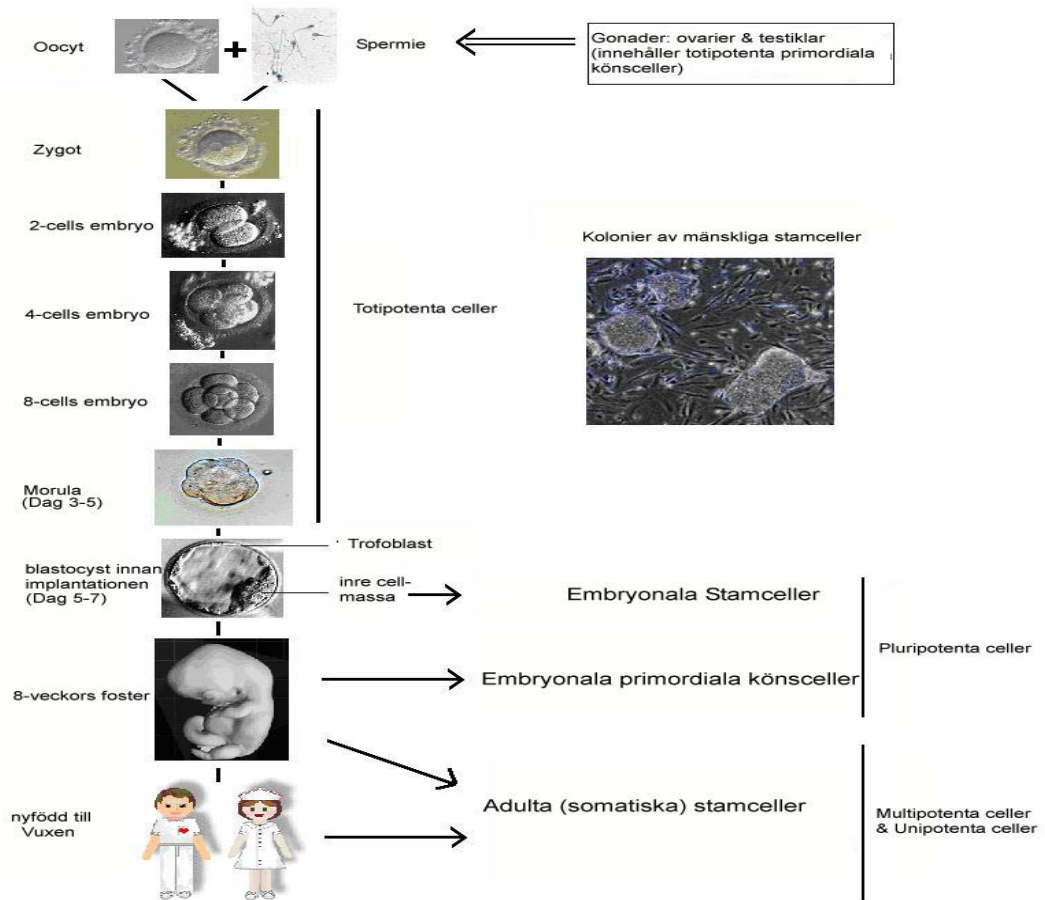 Oocyt
Spermie
Gonader: ovarier & testiklar
(innehåller totipotenta primordiala
könsceller)
Zygot
2-cells embryo
Kolonier av mänskliga stamceller
4-cells embryo
Totipotenta celler
8-cells embryo
Morula
(Dag 3-5)
Trofoblast
blastocyst innan
implantationen
(Dag 5-7)
inre cell-
massa
Embryonala Stamceller
Pluripotenta celler
8-veckors foster
Embryonala primordiala könsceller
nyfödd till
Vuxen
Adulta (somatiska) stamceller
Multipotenta celler
& Unipotenta celler